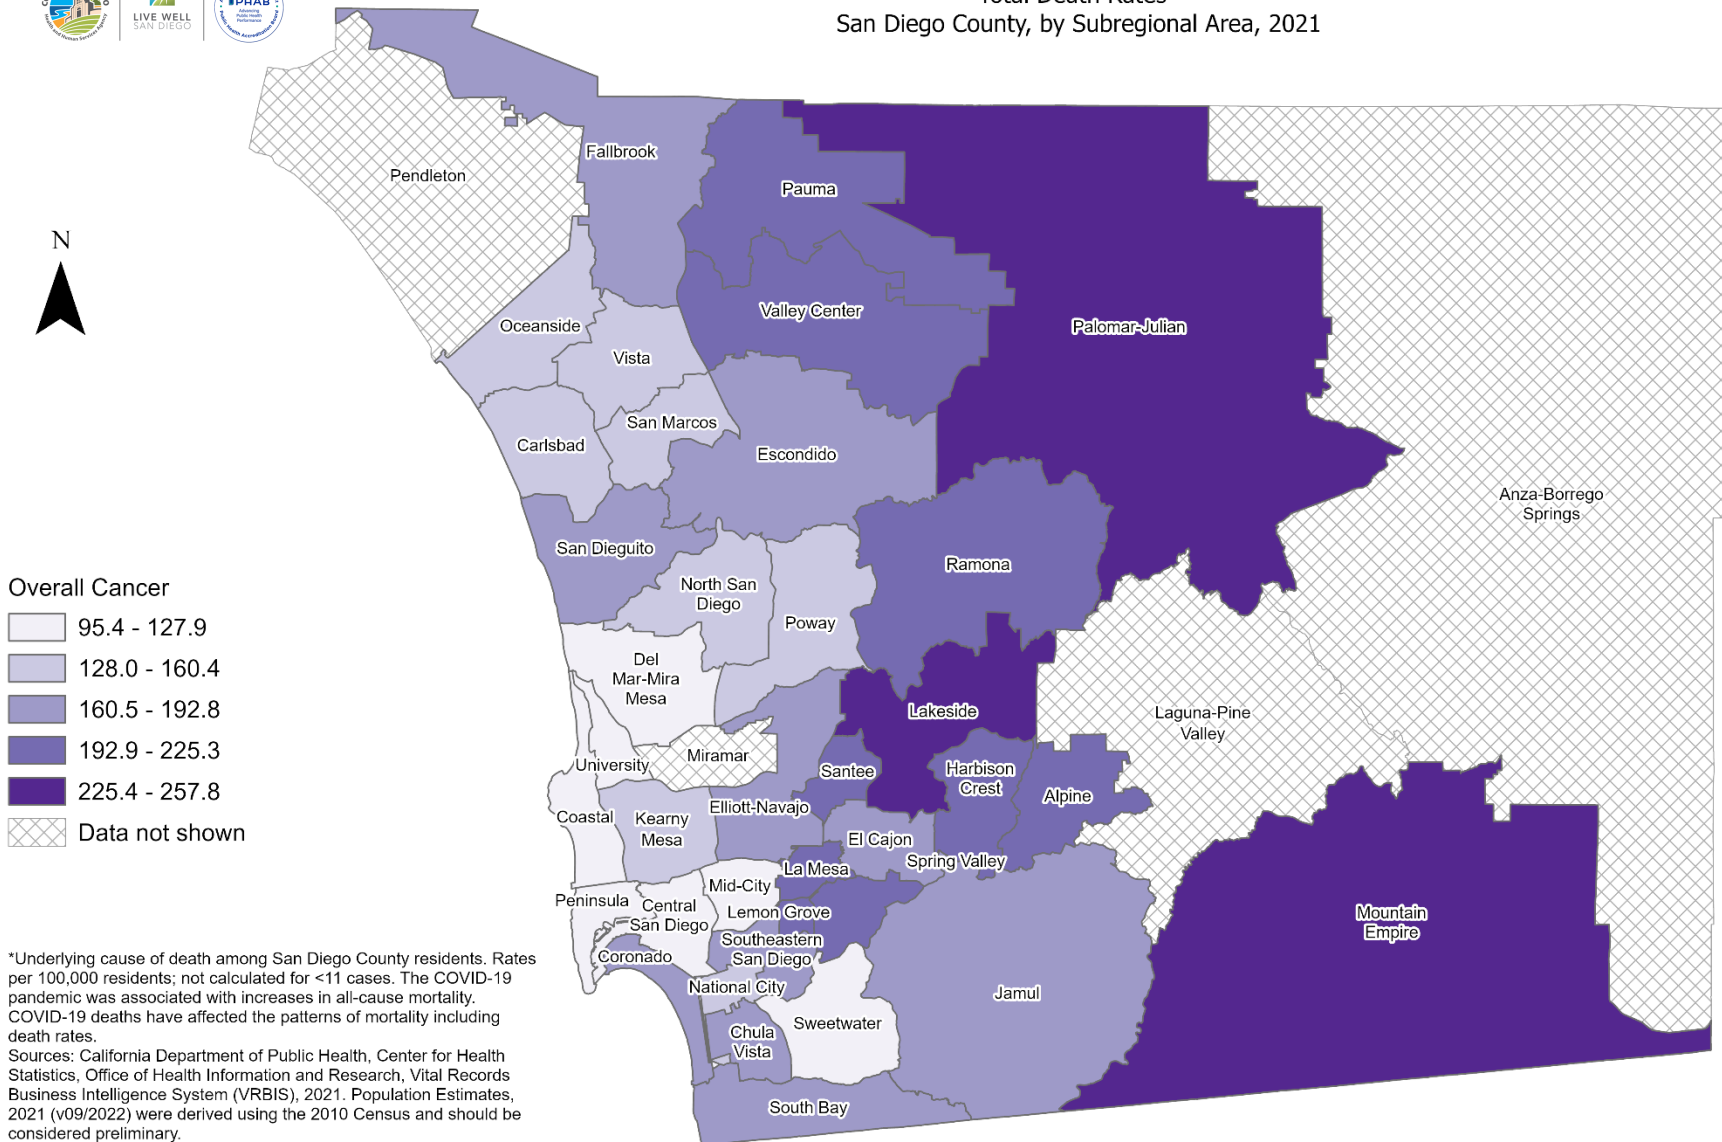 PHAB
Advancing
Public Health
Performance
LIVE WELL
SAN DIEGO
Total Death Rates
San Diego County, by Subregional Area, 2021
N
Pendleton
Fallbrook
Pauma
Oceanside
Vista
Valley Center
Palomar-Julian
Carlsbad
San Marcos
Escondido
Anza-Borrego
Springs
San Dieguito
North San
Diego
Ramona
Poway
Del
Mar-Mira
Mesa
Lakeside
Laguna-Pine
Valley
University
Miramar
Santee
Harbison
Crest
Alpine
Coastal
Kearny
Mesa
Elliott-Navajo
El Cajon
Spring Valley
La Mesa
Mid-City
Peninsula
Central
San Diego
Lemon Grove
Mountain
Empire
Coronado
Southeastern
San Diego
National City
Jamul
Sweetwater
Chula
Vista
South Bay
Overall Cancer
95.4 - 127.9
128.0 - 160.4
160.5 - 192.8
192.9 - 225.3
225.4 - 257.8
Data not shown
*Underlying cause of death among San Diego County residents. Rates
per 100,000 residents; not calculated for <11 cases. The COVID-19
pandemic was associated with increases in all-cause mortality.
COVID-19 deaths have affected the patterns of mortality including
death rates.
Sources: California Department of Public Health, Center for Health
Statistics, Office of Health Information and Research, Vital Records
Business Intelligence System (VRBIS), 2021. Population Estimates,
2021 (v09/2022) were derived using the 2010 Census and should be
considered preliminary.